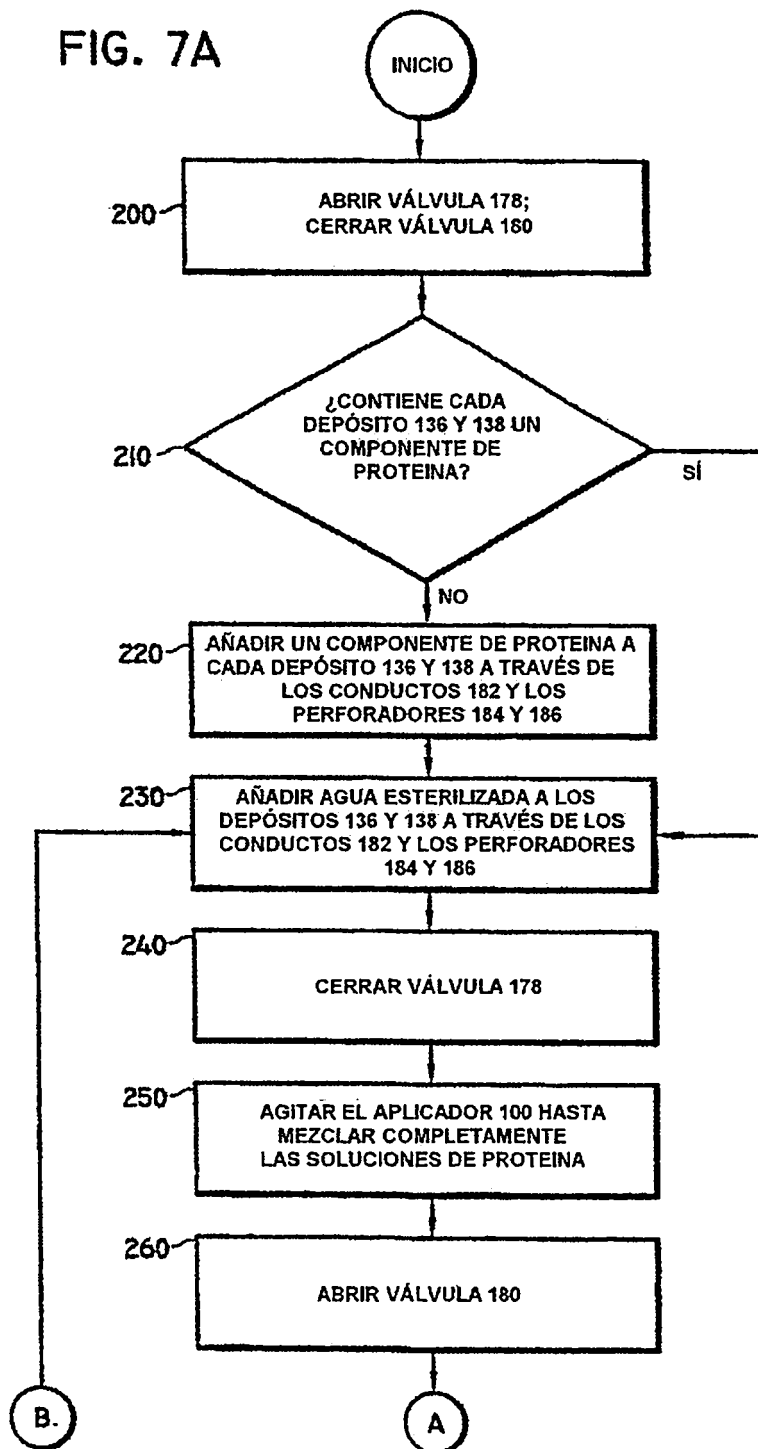 FIG. 7A
INICIO
200
ABRIR VÁLVULA 178;
CERRAR VÁLVULA 180
210
¿CONTIENE CADA
DEPÓSITO 136 Y 138 UN
COMPONENTE DE
PROTEINA?
SÍ
NO
220
AÑADIR UN COMPONENTE DE PROTEINA A
CADA DEPÓSITO 136 Y 138 A TRAVÉS DE
LOS CONDUCTOS 182 Y LOS
PERFORADORES 184 Y 186
230
AÑADIR AGUA ESTERILIZADA A LOS
DEPÓSITOS 136 Y 138 A TRAVÉS DE LOS
CONDUCTOS 182 Y LOS PERFORADORES
184 Y 186
240
CERRAR VÁLVULA 178
250
AGITAR EL APLICADOR 100 HASTA
MEZCLAR COMPLETAMENTE
LAS SOLUCIONES DE PROTEINA
260
ABRIR VÁLVULA 180
B.
A